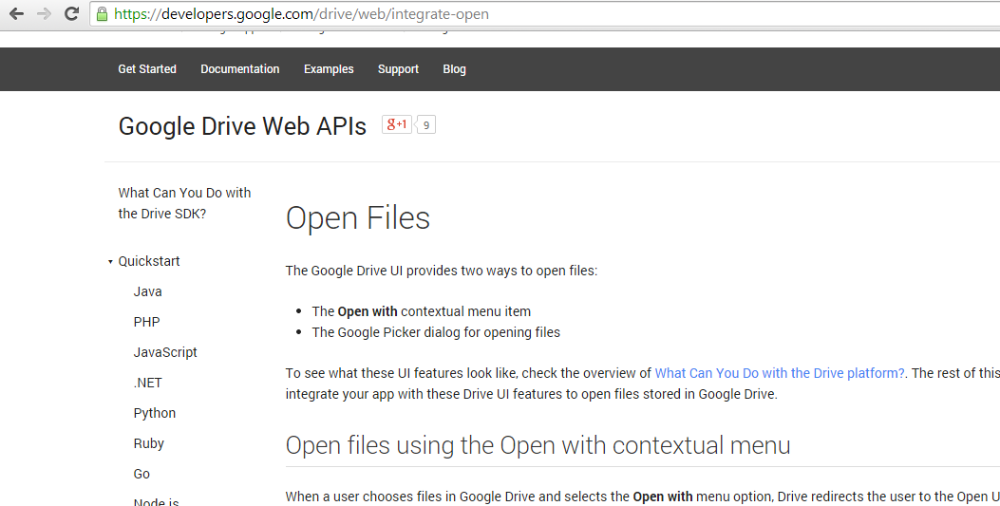 https://developers.google.com/drive/web/integrate-open
Get Started Documentation Examples Support Blog
Google Drive Web APIs g+1 9
What Can You Do with
the Drive SDK?
Quickstart
Java
PHP
JavaScript
.NET
Python
Ruby
Go
Node.js
Open Files
The Google Drive UI provides two ways to open files:
• The Open with contextual menu item
• The Google Picker dialog for opening files
To see what these UI features look like, check the overview of What Can You Do with the Drive platform?. The rest of this
integrate your app with these Drive UI features to open files stored in Google Drive.
Open files using the Open with contextual menu
When a user chooses files in Google Drive and selects the Open with menu option, Drive redirects the user to the Open U